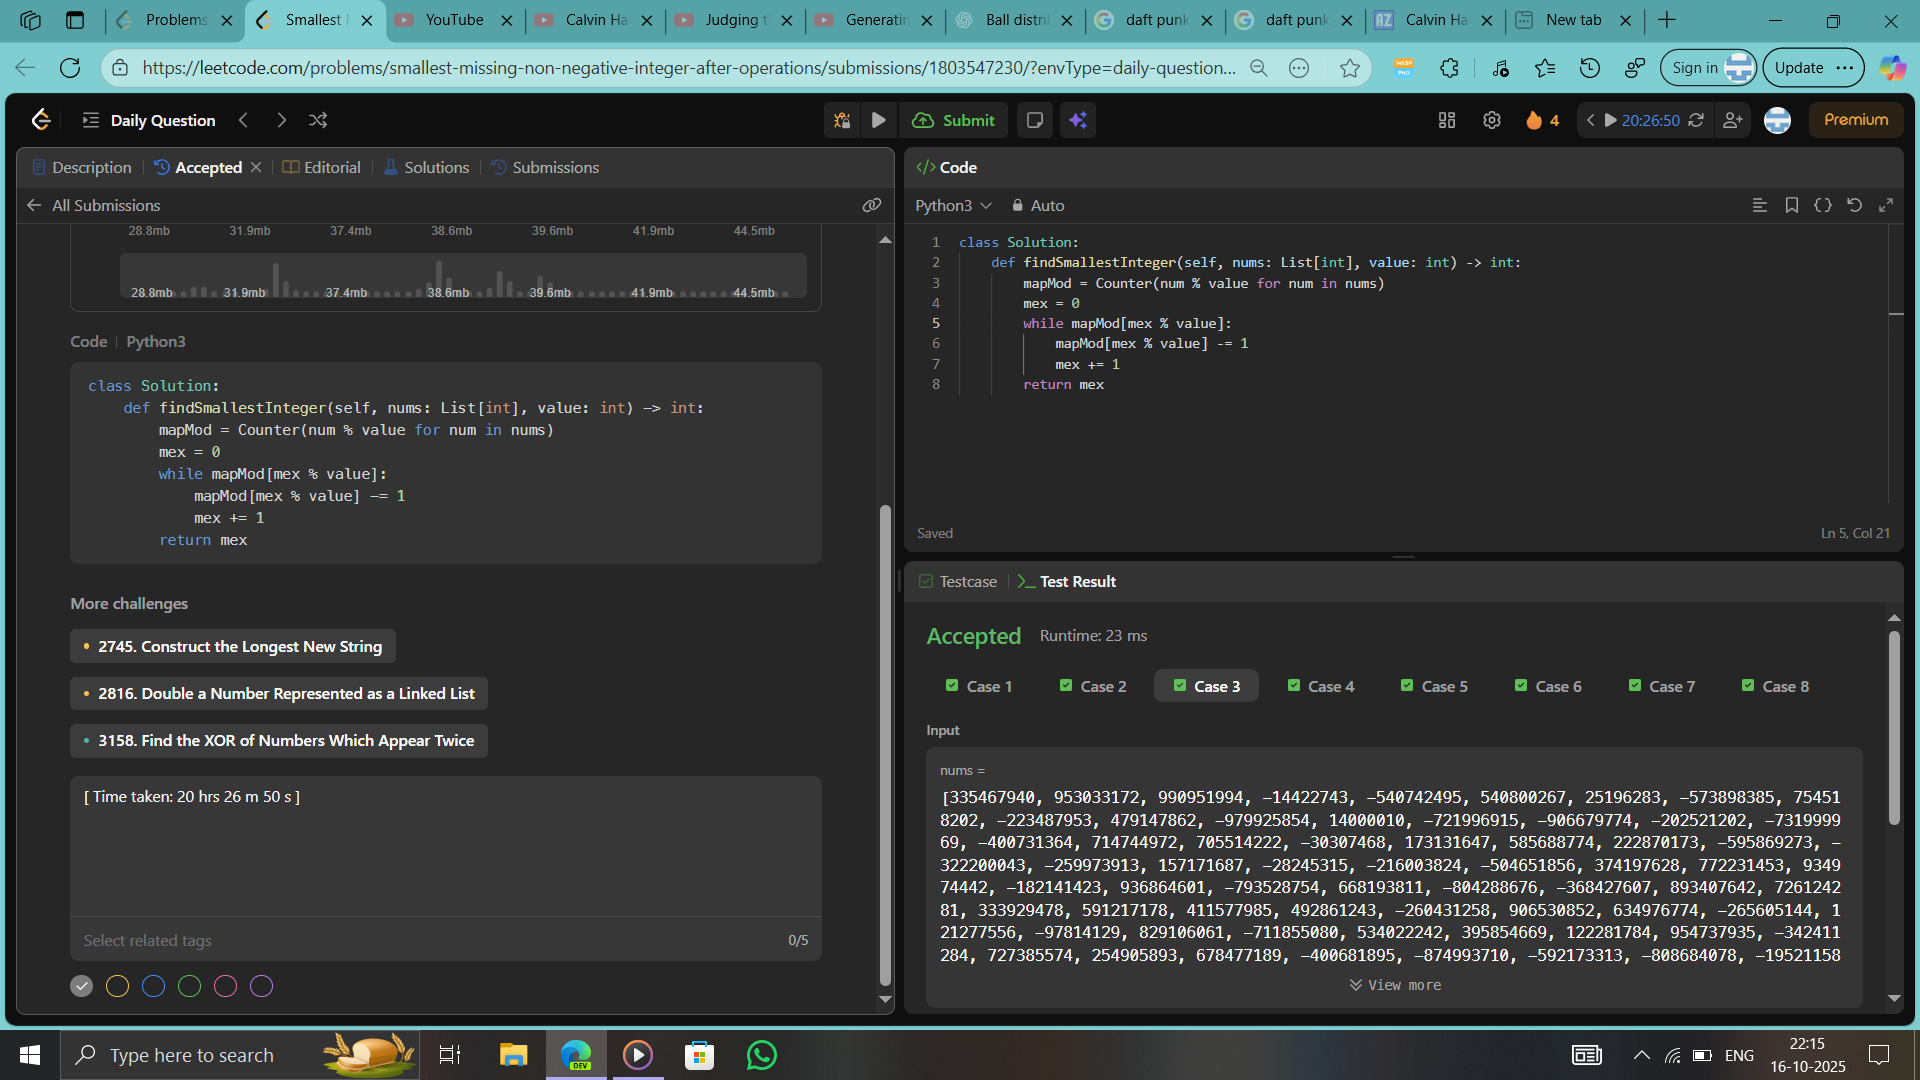 Problems
Smallest
YouTube
Calvin Ha
Judging t
Generatin
Ball distri
daft punk
daft punk
Calvin Ha
New tab
https://leetcode.com/problems/smallest-missing-non-negative-integer-after-operations/submissions/1803547230/?envType=daily-question...
Sign in
Update
Daily Question
Submit
4
20:26:50
Premium
Description
Accepted
Editorial
Solutions
Submissions
All Submissions
28.8mb 31.9mb 37.4mb 38.6mb 39.6mb 41.9mb 44.5mb
28.8mb 31.9mb 37.4mb 38.6mb 39.6mb 41.9mb 44.5mb
Code | Python3
class Solution:
    def findSmallestInteger(self, nums: List[int], value: int) -> int:
        mapMod = Counter(num % value for num in nums)
        mex = 0
        while mapMod[mex % value]:
            mapMod[mex % value] -= 1
            mex += 1
        return mex
More challenges
2745. Construct the Longest New String
2816. Double a Number Represented as a Linked List
3158. Find the XOR of Numbers Which Appear Twice
[ Time taken: 20 hrs 26 m 50 s ]
Select related tags
0/5
</> Code
Python3
Auto
1 class Solution:
2     def findSmallestInteger(self, nums: List[int], value: int) -> int:
3         mapMod = Counter(num % value for num in nums)
4         mex = 0
5         while mapMod[mex % value]:
6             mapMod[mex % value] -= 1
7             mex += 1
8         return mex
Saved
Ln 5, Col 21
Testcase
Test Result
Accepted
Runtime: 23 ms
Case 1
Case 2
Case 3
Case 4
Case 5
Case 6
Case 7
Case 8
Input
nums =
[335467940, 953033172, 990951994, −14422743, −540742495, 540800267, 25196283, −573898385, 75451
8202, −223487953, 479147862, −979925854, 14000010, −721996915, −906679774, −202521202, −7319999
69, −400731364, 714744972, 705514222, −30307468, 173131647, 585688774, 222870173, −595869273, −
322200043, −259973913, 157171687, −28245315, −216003824, −504651856, 374197628, 772231453, 9349
74442, −182141423, 936864601, −793528754, 668193811, −804288676, −368427607, 893407642, 7261242
81, 333929478, 591217178, 411577985, 492861243, −260431258, 906530852, 634976774, −265605144, 1
21277556, −97814129, 829106061, −711855080, 534022242, 395854669, 122281784, 954737935, −342411
284, 727385574, 254905893, 678477189, −400681895, −874993710, −592173313, −808684078, −19521158
View more
Type here to search
DEV
ENG
22:15
16-10-2025